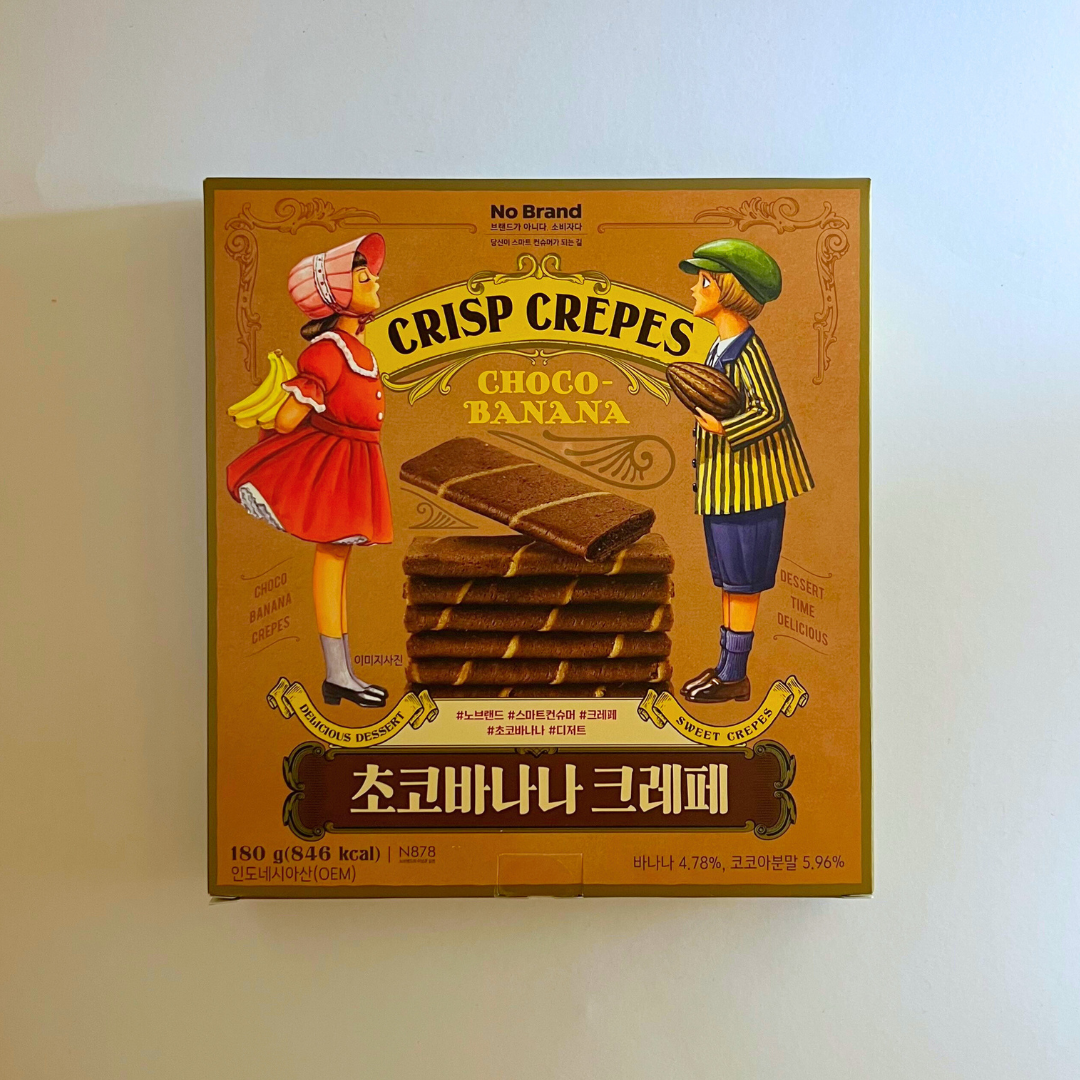 No Brand
브랜드가 아니다. 소비자다
당신이 스마트 컨슈머가 되는 길
CRISP CREPES
CHOCO-
BANANA
CHOCO
BANANA
CREPES
DESSERT
TIME
DELICIOUS
이미지사진
DELICIOUS DESSERT
#노브랜드 #스마트컨슈머 #크레페
#초코바나나 #디저트
SWEET CREPES
초코바나나 크레페
180 g(846 kcal) | N878
인도네시아산(OEM)
바나나 4.78%, 코코아분말 5.96%